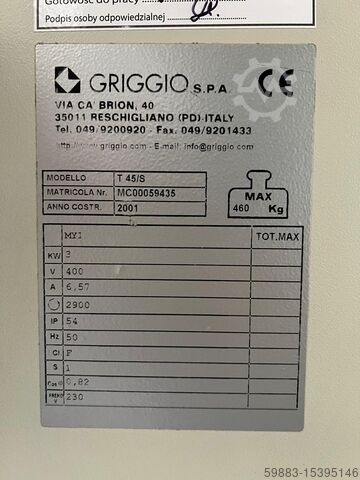 Gotowość do pracy
Podpis osoby odpowiedzialnej
GRIGGIO S.P.A. CE
VIA CA' BRION, 40
35011 RESCHIGLIANO (PD)-ITALY
Tel. 049/9200920 - Fax. 049/9201433
http://www.griggio.com - E-mail: info@griggio.com
MODELLO T 45/S
MATRICOLA Nr. MC00059435
ANNO COSTR. 2001
MAX
460 Kg
MY1 TOT.MAX
KW 3
V 400
A 6,57
2900
IP 54
Hz 50
Cl F
S 1
Cos φ 0,82
FRENO V 230
59883-15395146